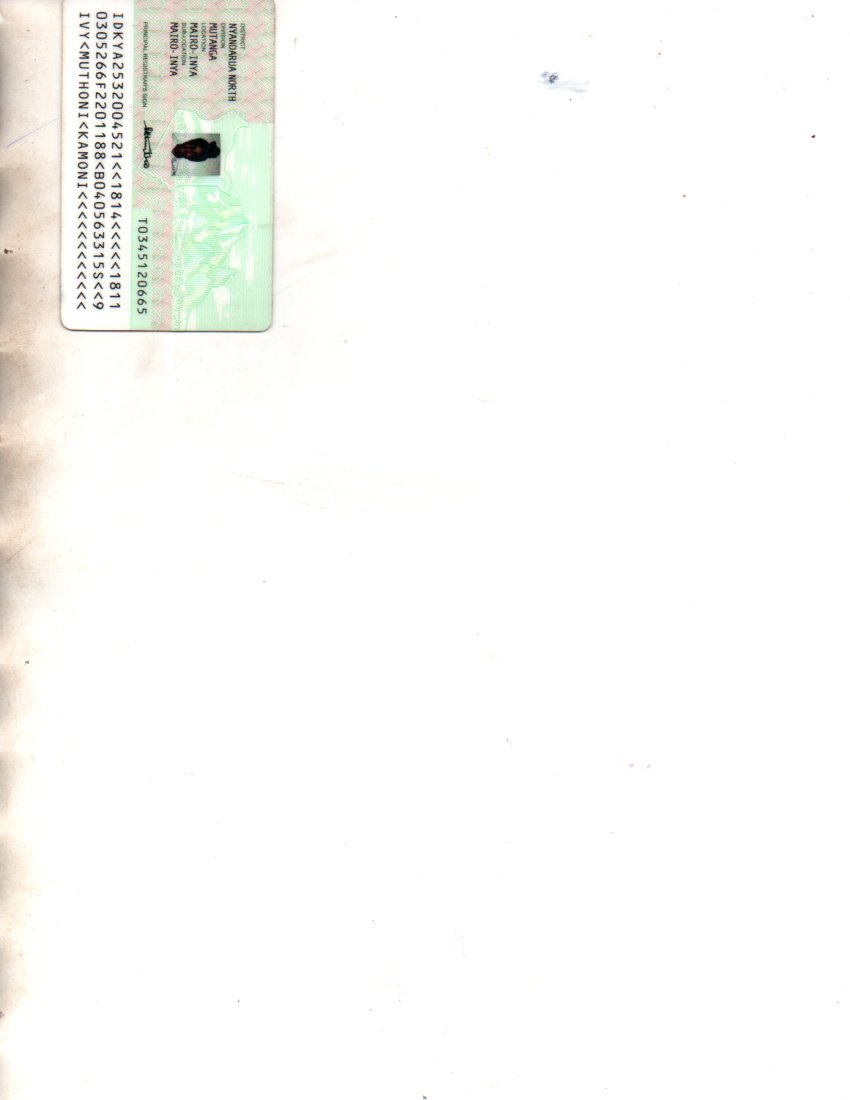 DISTRICT
NYANDARUA NORTH
DIVISION
MUTANGA
LOCATION
MAIRO-INYA
SUB-LOCATION
MAIRO-INYA
PRINCIPAL REGISTRAR'S SIGN
T0345120665
IDKYA2532004521<<1814<<<<<1811
0305266F2201188<B040563315S<<9
IVY<MUTHONI<KAMONI<<<<<<<<<<<<